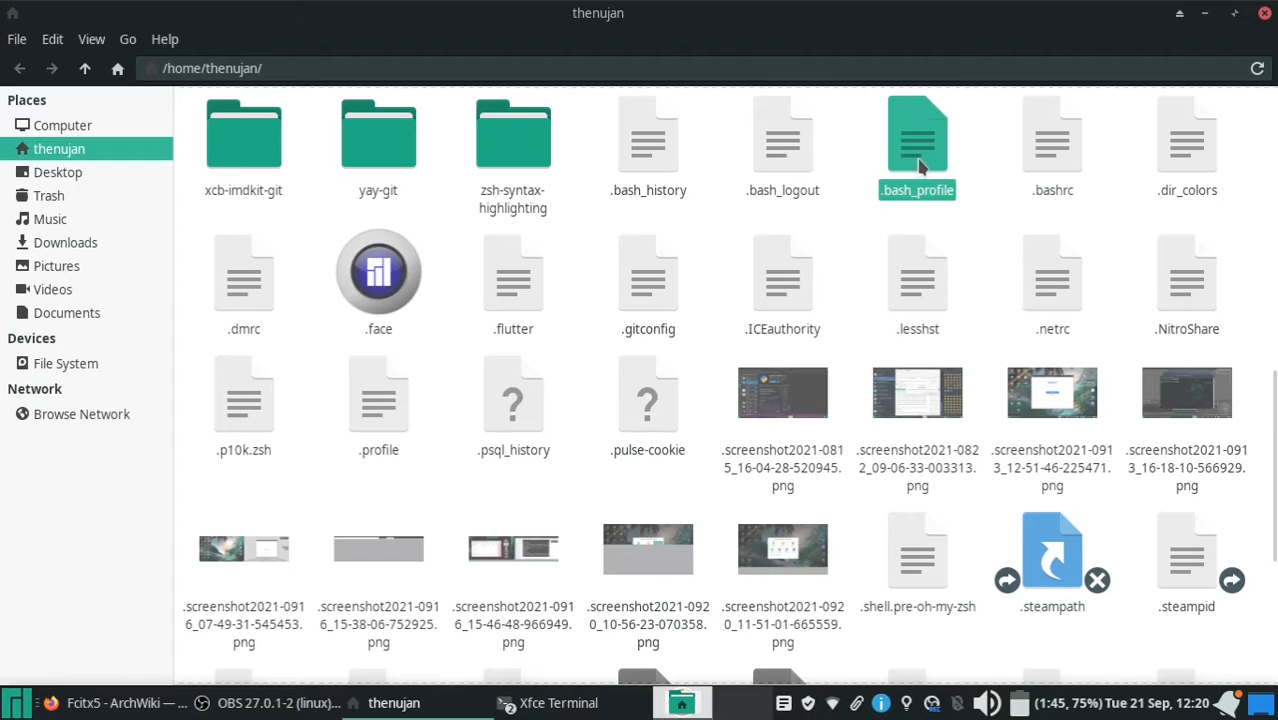 thenujan
File Edit View Go Help
/home/thenujan/
Places
Computer
thenujan
Desktop
Trash
Music
Downloads
Pictures
Videos
Documents
Devices
File System
Network
Browse Network
xcb-imdkit-git
yay-git
zsh-syntax-
highlighting
.bash_history
.bash_logout
.bash_profile
.bashrc
.dir_colors
.dmrc
.face
.flutter
.gitconfig
.ICEauthority
.lesshst
.netrc
.NitroShare
.p10k.zsh
.profile
.psql_history
.pulse-cookie
.screenshot2021-081
5_16-04-28-520945.
png
.screenshot2021-082
2_09-06-33-003313.
png
.screenshot2021-091
3_12-51-46-225471.
png
.screenshot2021-091
3_16-18-10-566929.
png
.screenshot2021-091
6_07-49-31-545453.
png
.screenshot2021-091
6_15-38-06-752925.
png
.screenshot2021-091
6_15-46-48-966949.
png
.screenshot2021-092
0_10-56-23-070358.
png
.screenshot2021-092
0_11-51-01-665559.
png
.shell.pre-oh-my-zsh
.steampath
.steampid
Fcitx5 - ArchWiki — ...
OBS 27.0.1-2 (linux)...
thenujan
2 Xfce Terminal
(1:45, 75%) Tue 21 Sep, 12:20